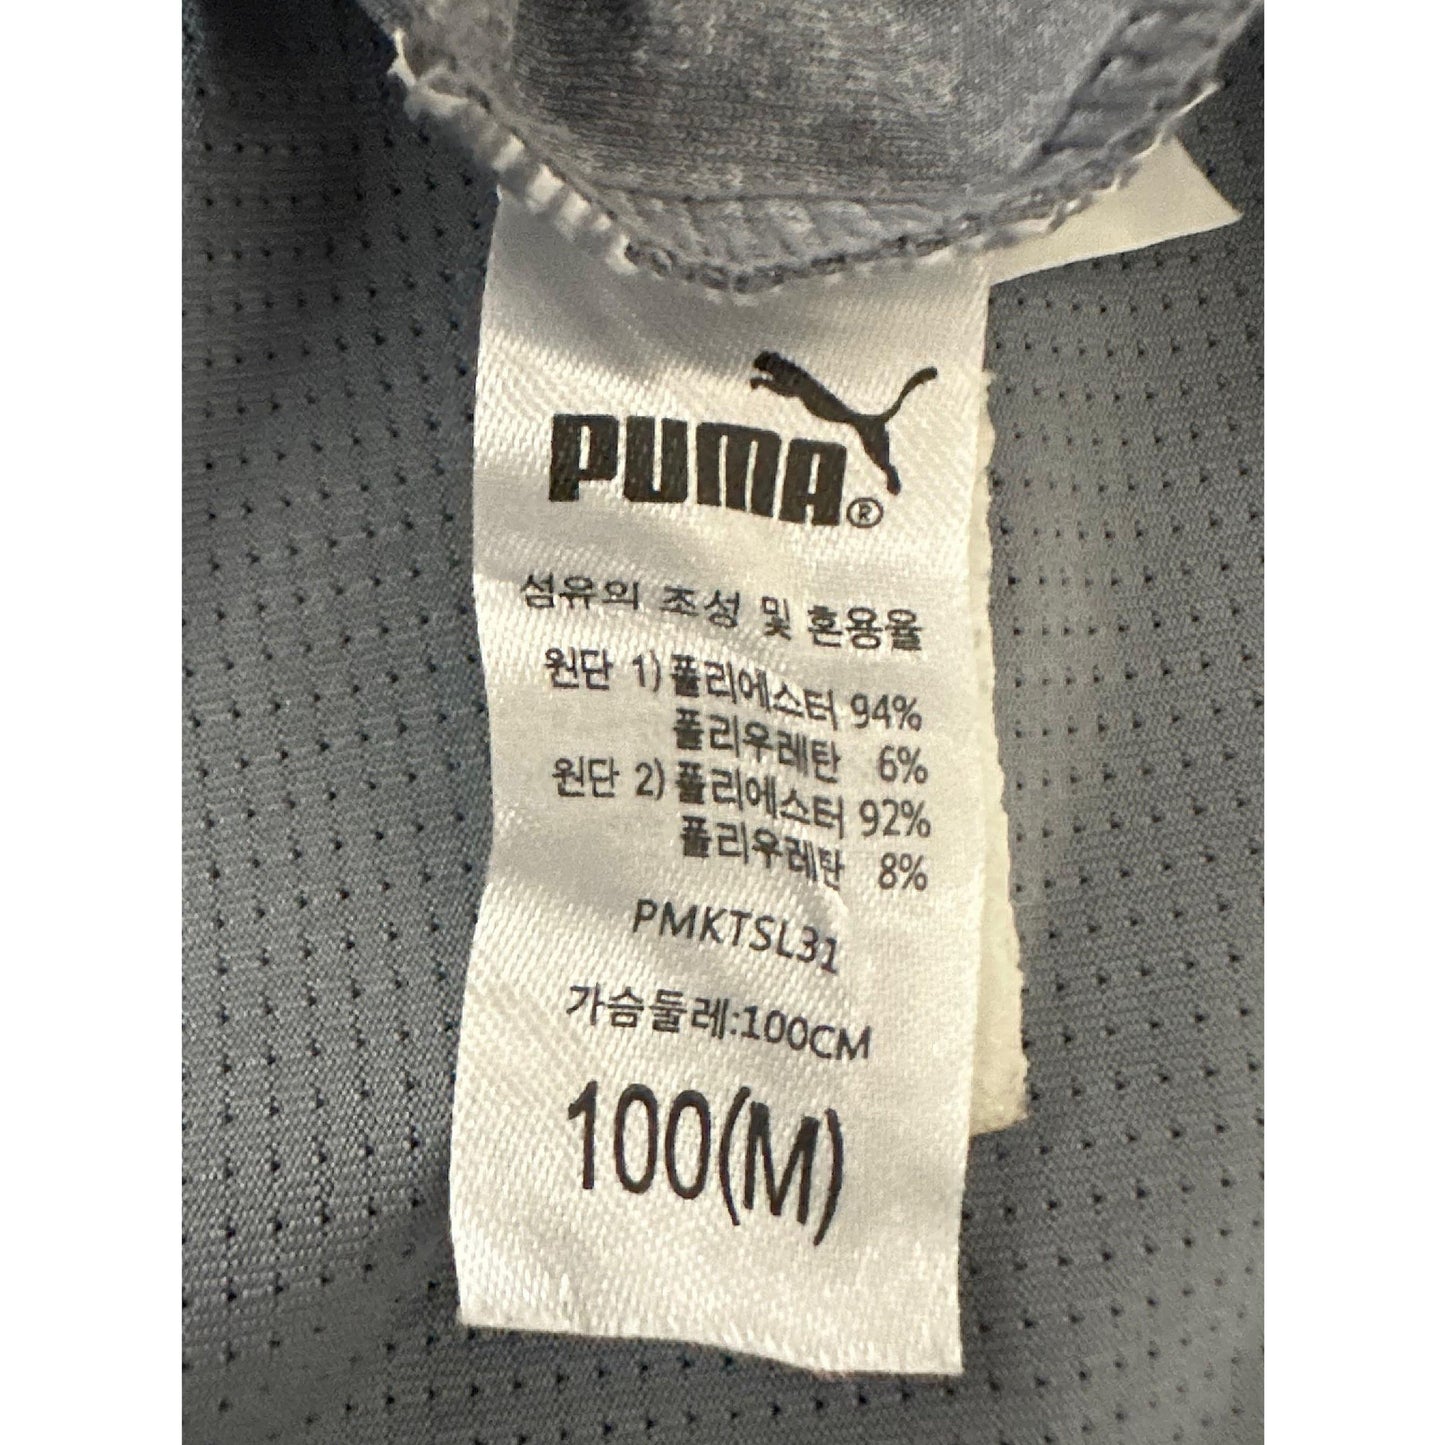 PUMA®
섬유의 조성 및 혼용율
원단 1) 폴리에스터 94%
폴리우레탄 6%
원단 2) 폴리에스터 92%
폴리우레탄 8%
PMKTSL31
가슴둘레:100CM
100(M)